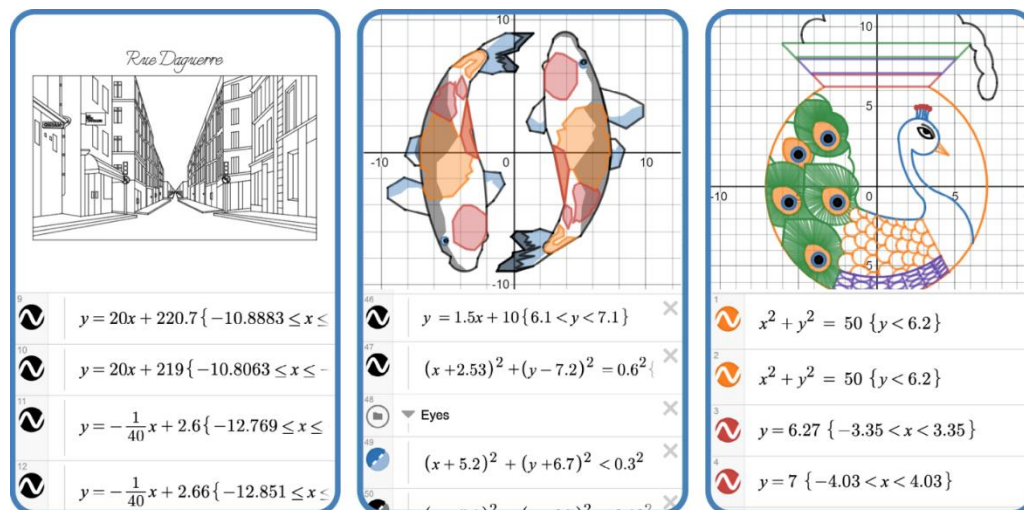 Rue Daguerre
9
y = 20x + 220.7 {−10.8883 ≤ x ≤
10
y = 20x + 219 {−10.8063 ≤ x ≤ -
11
y = −1/40 x + 2.6 {−12.769 ≤ x ≤
12
y = −1/40 x + 2.66 {−12.851 ≤ x ≤
10
-10
0
10
-10
46
y = 1.5x + 10 {6.1 < y < 7.1}
47
(x + 2.53)² + (y − 7.2)² = 0.6² {
48
Eyes
49
(x + 5.2)² + (y + 6.7)² < 0.3²
50
10
5
-10
0
5
-5
1
x² + y² = 50 {y < 6.2}
2
x² + y² = 50 {y < 6.2}
3
y = 6.27 {−3.35 < x < 3.35}
4
y = 7 {−4.03 < x < 4.03}